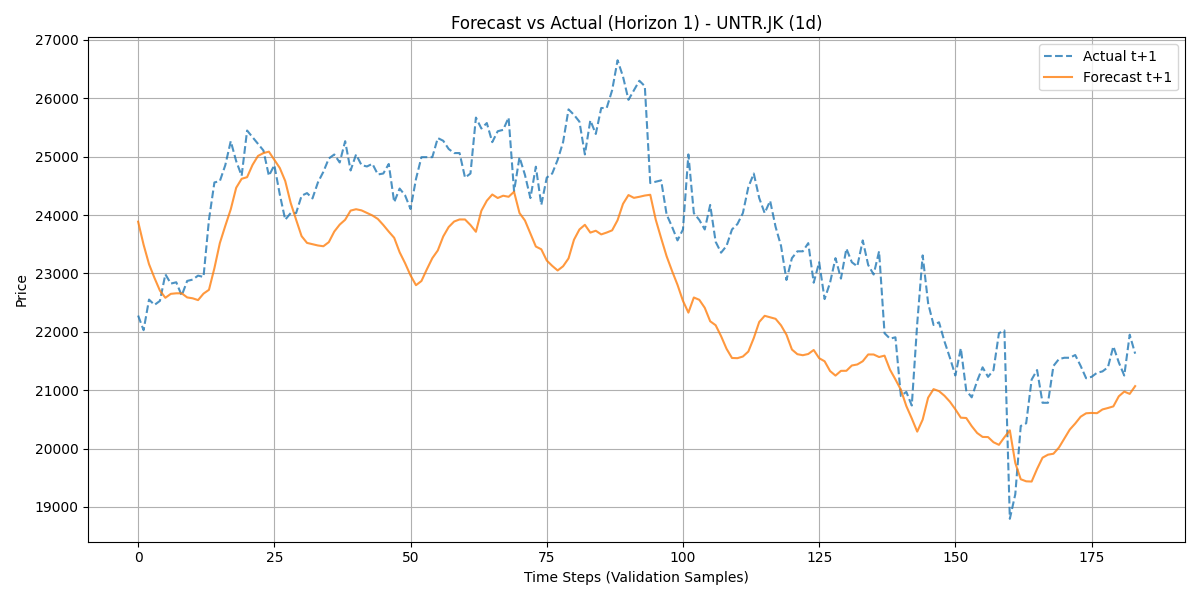 Forecast vs Actual (Horizon 1) - UNTR.JK (1d)
27000
26000
25000
24000
23000
22000
21000
20000
19000
Price
Actual t+1
Forecast t+1
0 25 50 75 100 125 150 175
Time Steps (Validation Samples)